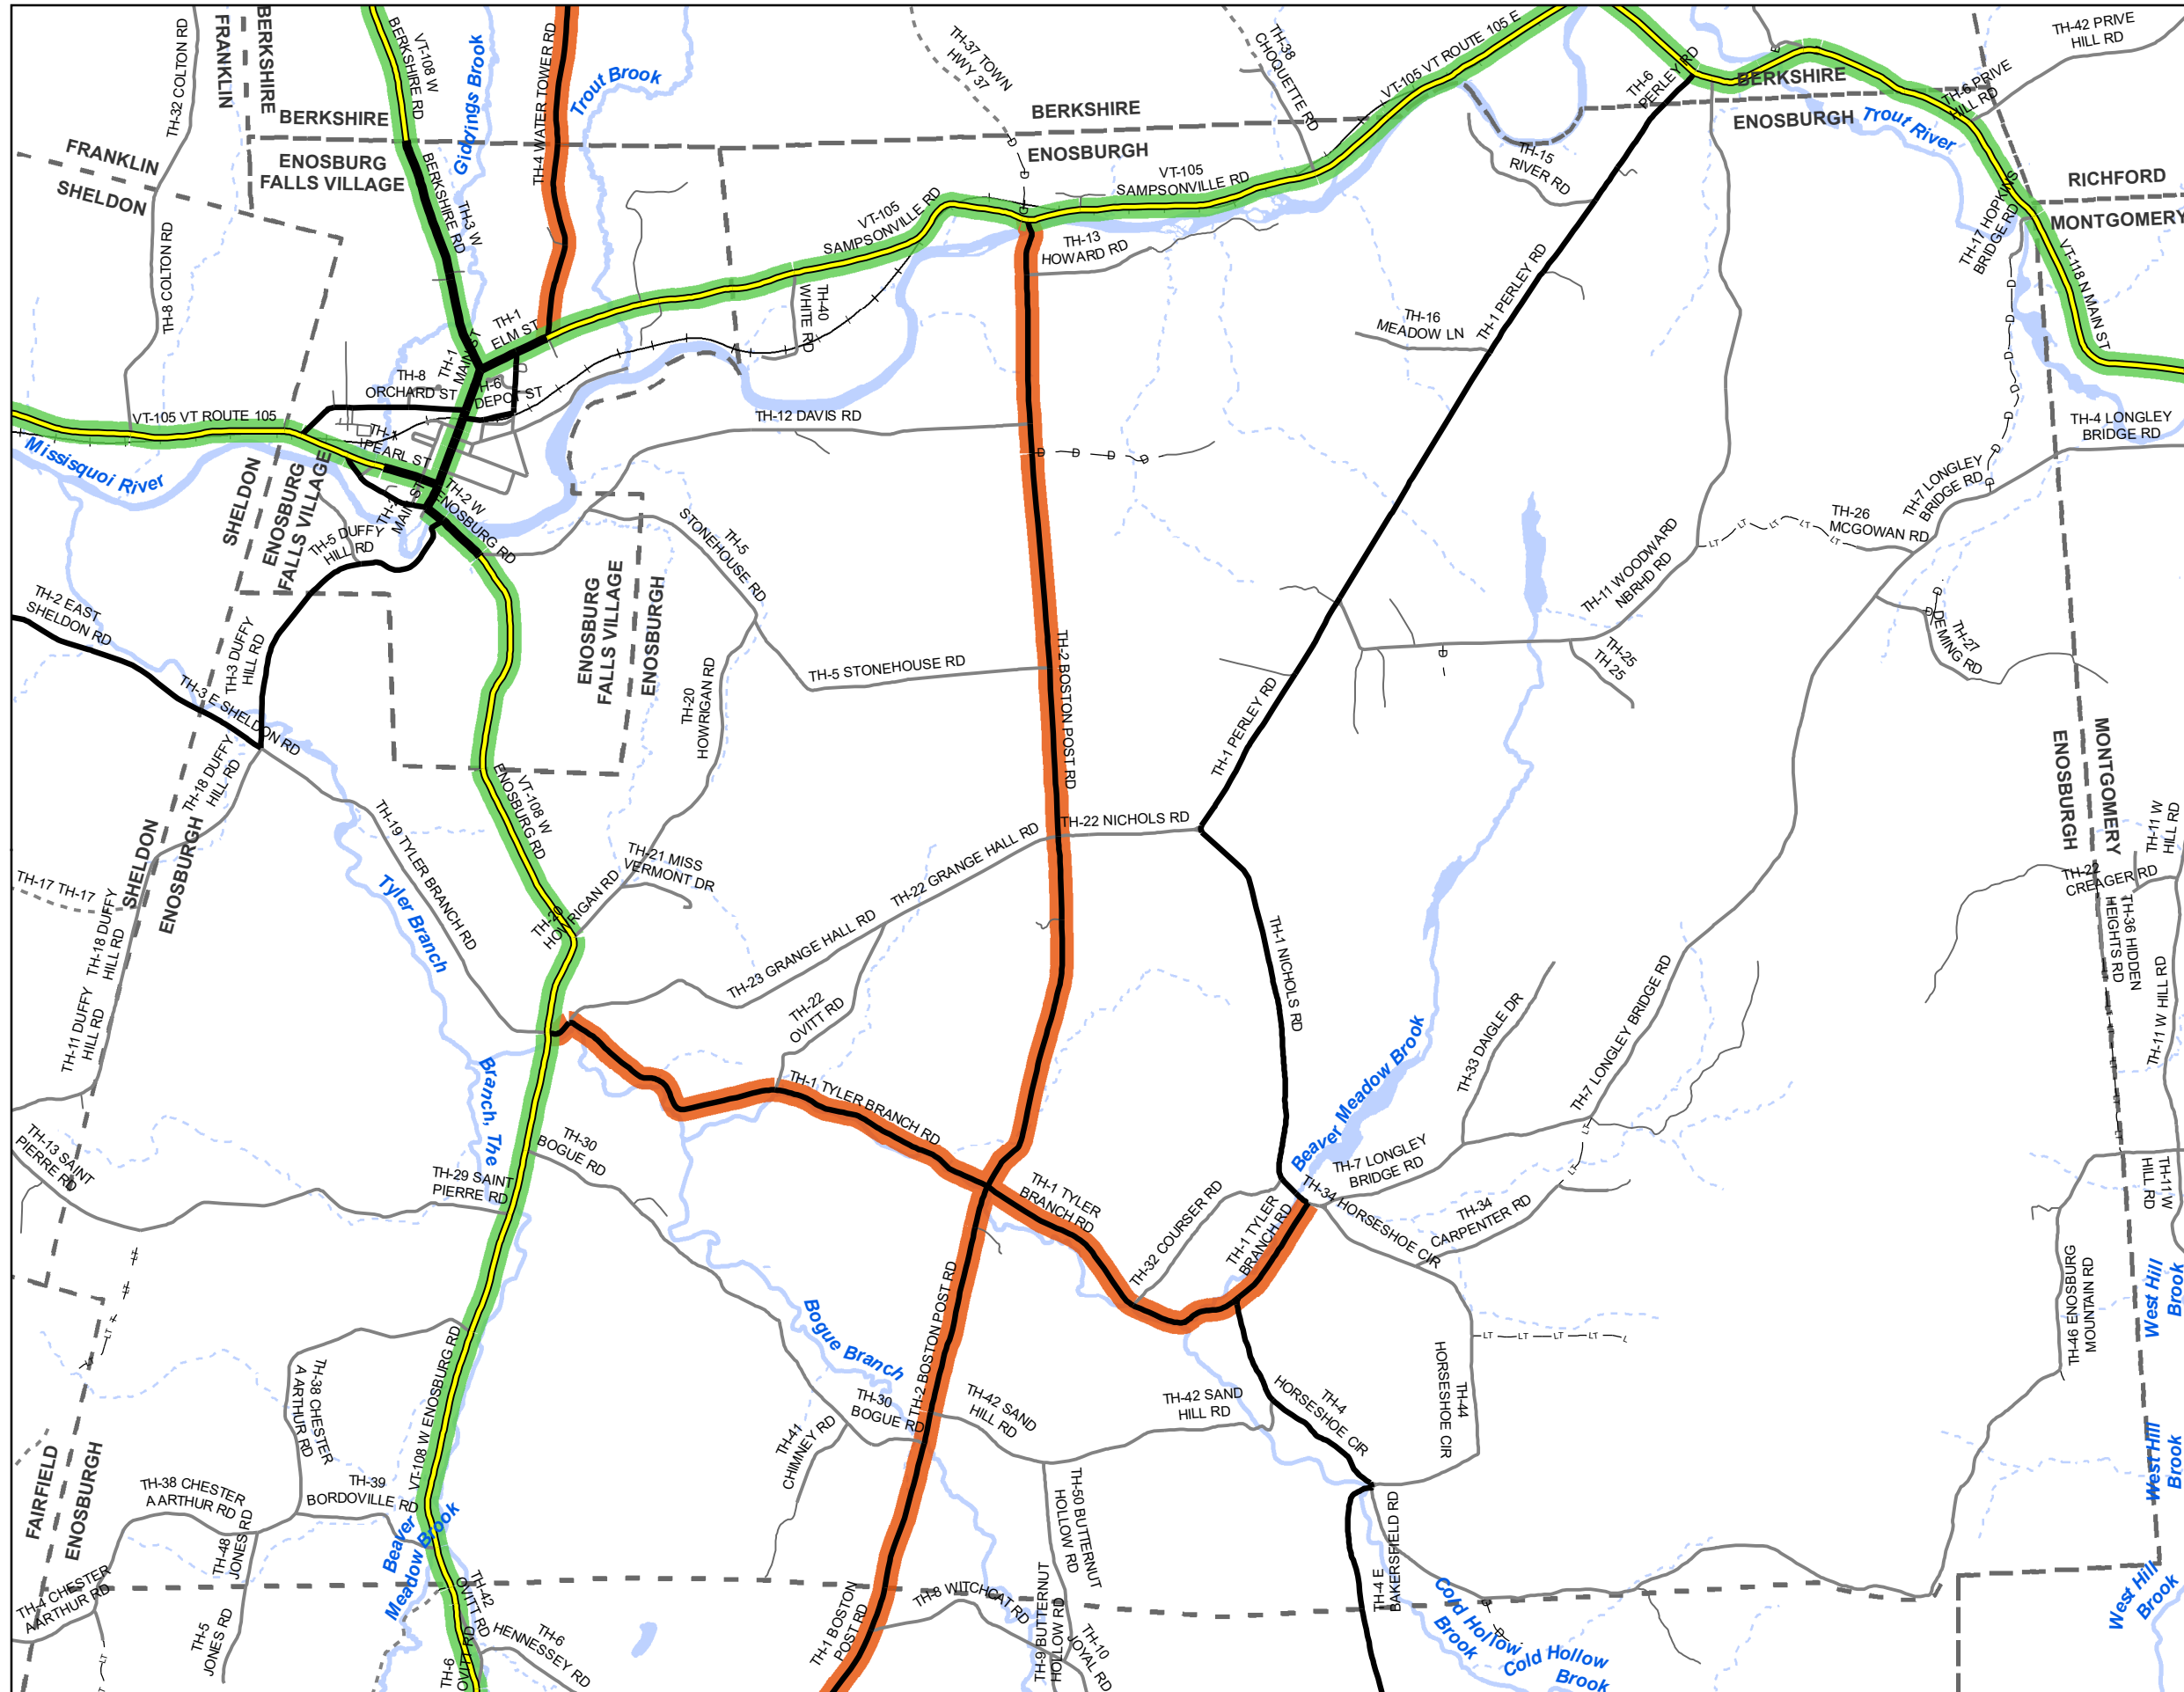 TH-32 COLTON RD
FRANKLIN
BERKSHIRE
VT-108 W
BERKSHIRE RD
Giddings Brook
TH-4 WATER TOWER RD
Trout Brook
TH-37 TOWN
HWY 37
TH-38
CHOQUETTE RD
VT-105 VT ROUTE 105 E
TH-6
PERLEY RD
BERKSHIRE
TH-42 PRIVE
HILL RD
TH-6 PRIVE
HILL RD
BERKSHIRE
BERKSHIRE
ENOSBURGH
ENOSBURGH
Trout River
FRANKLIN
SHELDON
ENOSBURG
FALLS VILLAGE
BERKSHIRE RD
TH-3 W
TH-15
RIVER RD
VT-105
SAMPSONVILLE RD
VT-105
SAMPSONVILLE RD
RICHFORD
MONTGOMERY
TH-17 HOPKINS
BRIDGE RD
VT-118 N MAIN ST
TH-8 COLTON RD
TH-13
HOWARD RD
TH-40
WHITE RD
TH-1 PERLEY RD
TH-16
MEADOW LN
TH-1
ELM ST
TH-1
MAIN ST
TH-8
ORCHARD ST
TH-6
DEPOT ST
VT-105 VT ROUTE 105
TH-1
PEARL ST
TH-12 DAVIS RD
TH-4 LONGLEY
BRIDGE RD
TH-7 LONGLEY
BRIDGE RD
Missisquoi River
SHELDON
ENOSBURG
FALLS VILLAGE
MAIN ST
TH-2 W
ENOSBURG RD
TH-5 DUFFY
HILL RD
TH-5
STONEHOUSE RD
TH-26
MCGOWAN RD
TH-11 WOODWARD
NBRHD RD
TH-2 EAST
SHELDON RD
ENOSBURG
FALLS VILLAGE
ENOSBURGH
TH-3 DUFFY
HILL RD
TH-3 E SHELDON RD
TH-5 STONEHOUSE RD
TH-20
HOWRIGAN RD
TH-2 BOSTON POST RD
TH-25
TH 25
TH-27
DEMING RD
TH-1 PERLEY RD
MONTGOMERY
ENOSBURGH
TH-18 DUFFY
HILL RD
VT-108 W
ENOSBURG RD
TH-19 TYLER BRANCH RD
SHELDON
ENOSBURGH
TH-22 NICHOLS RD
TH-22 GRANGE HALL RD
TH-21 MISS
VERMONT DR
TH-11 W
HILL RD
TH-22
CREAGER RD
TH-17 TH-17
Tyler Branch
TH-20
HOWRIGAN RD
TH-23 GRANGE HALL RD
TH-18 DUFFY
HILL RD
TH-36 HIDDEN
HEIGHTS RD
TH-1 NICHOLS RD
TH-11 DUFFY
HILL RD
TH-22
OVITT RD
TH-33 DAIGLE DR
TH-7 LONGLEY BRIDGE RD
TH-11 W HILL RD
Beaver Meadow Brook
Branch, The
TH-1 TYLER BRANCH RD
TH-30
BOGUE RD
TH-13 SAINT
PIERRE RD
TH-29 SAINT
PIERRE RD
TH-7 LONGLEY
BRIDGE RD
TH-1 TYLER
BRANCH RD
TH-34 HORSESHOE CIR
TH-34
CARPENTER RD
TH-32 COURSER RD
TH-1 TYLER
BRANCH RD
TH-11 W
HILL RD
TH-46 ENOSBURG
MOUNTAIN RD
West Hill
Brook
Bogue Branch
TH-2 BOSTON POST RD
VT-108 W ENOSBURG RD
TH-38 CHESTER
A ARTHUR RD
TH-30
BOGUE RD
TH-42 SAND
HILL RD
TH-42 SAND
HILL RD
TH-4
HORSESHOE CIR
TH-44
HORSESHOE CIR
TH-41
CHIMNEY RD
West Hill
Brook
FAIRFIELD
ENOSBURGH
TH-38 CHESTER
A ARTHUR RD
TH-39
BORDOVILLE RD
TH-48
JONES RD
Beaver
Meadow Brook
TH-50 BUTTERNUT
HOLLOW RD
TH-4 E
BAKERSFIELD RD
TH-4 CHESTER
A ARTHUR RD
TH-5
JONES RD
TH-42
OVITT RD
TH-6
OVITT RD
TH-6
HENNESSEY RD
TH-1 BOSTON
POST RD
TH-8 WITCHCAT RD
TH-9 BUTTERNUT
HOLLOW RD
TH-10
JOYAL RD
Cold Hollow
Brook
Cold Hollow
Brook
West Hill
Brook